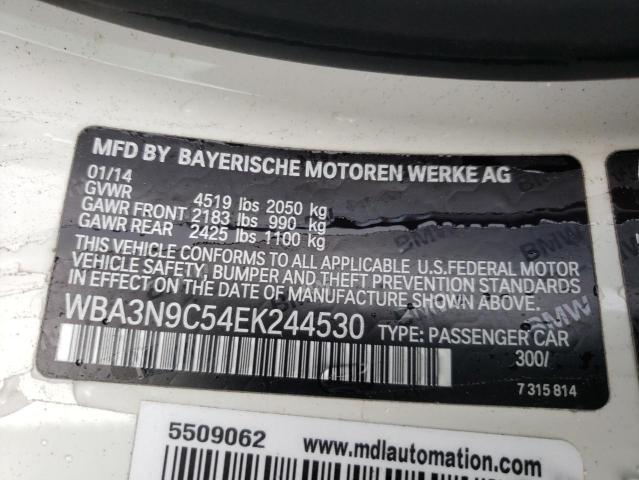 MFD BY BAYERISCHE MOTOREN WERKE AG
01/14
GVWR 4519 lbs 2050 kg
GAWR FRONT 2183 lbs 990 kg
GAWR REAR 2425 lbs 1100 kg
THIS VEHICLE CONFORMS TO ALL APPLICABLE U.S.FEDERAL MOTOR
VEHICLE SAFETY, BUMPER AND THEFT PREVENTION STANDARDS
IN EFFECT ON THE DATE OF MANUFACTURE SHOWN ABOVE.
WBA3N9C54EK244530 TYPE: PASSENGER CAR
300/
7 315 814
5509062 www.mdlautomation.com